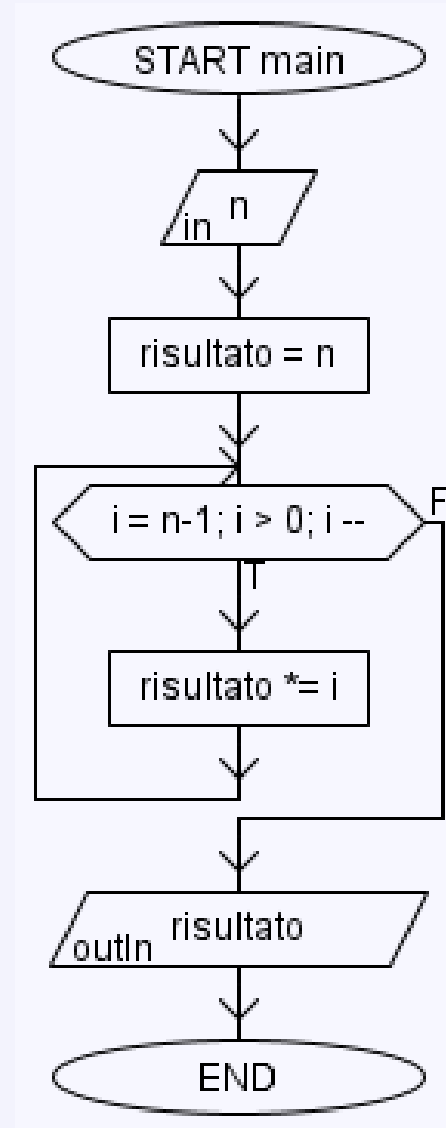 START main
n
in
risultato = n
i = n-1; i > 0; i --
F
T
risultato *= i
risultato
outln
END